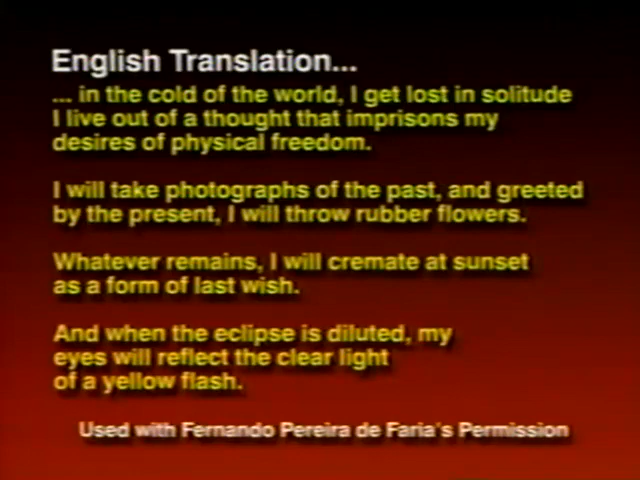 English Translation...
... in the cold of the world, I get lost in solitude
I live out of a thought that imprisons my
desires of physical freedom.
I will take photographs of the past, and greeted
by the present, I will throw rubber flowers.
Whatever remains, I will cremate at sunset
as a form of last wish.
And when the eclipse is diluted, my
eyes will reflect the clear light
of a yellow flash.
Used with Fernando Pereira de Faria's Permission